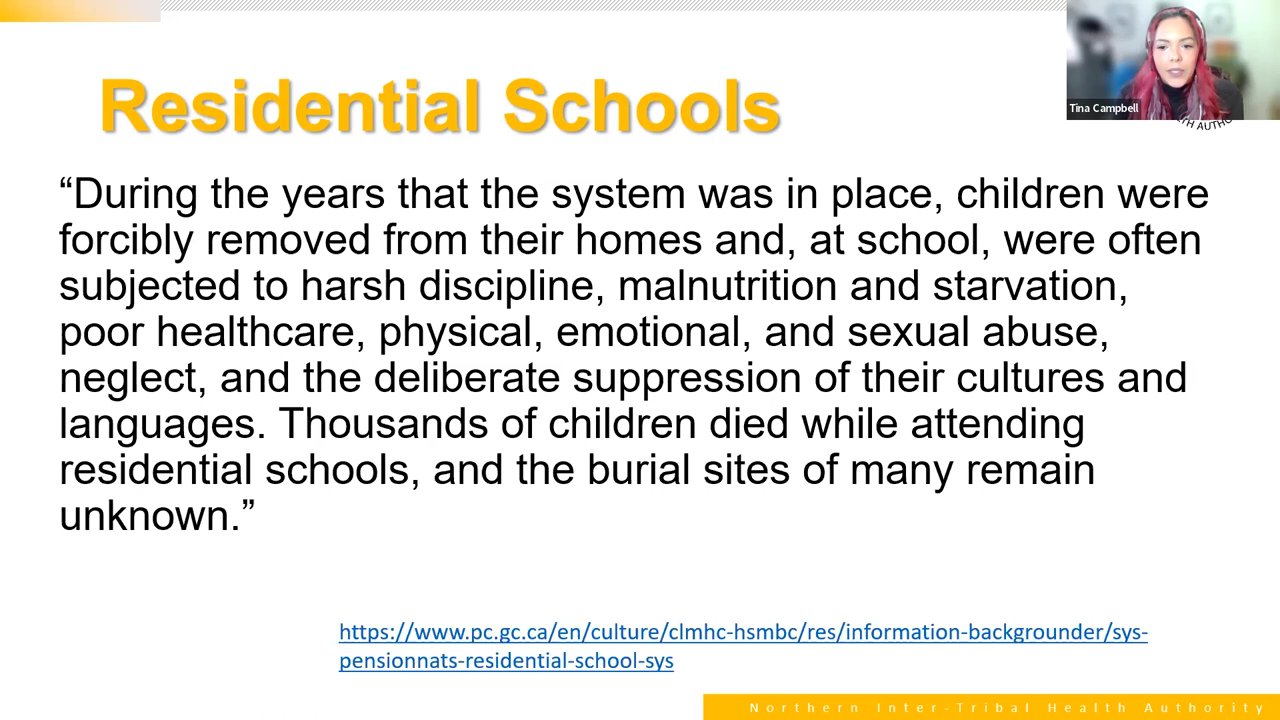 Residential Schools
Tina Campbell
LTH AUTHO
“During the years that the system was in place, children were
forcibly removed from their homes and, at school, were often
subjected to harsh discipline, malnutrition and starvation,
poor healthcare, physical, emotional, and sexual abuse,
neglect, and the deliberate suppression of their cultures and
languages. Thousands of children died while attending
residential schools, and the burial sites of many remain
unknown.”
https://www.pc.gc.ca/en/culture/clmhc-hsmbc/res/information-backgrounder/sys-
pensionnats-residential-school-sys
Northern Inter-Tribal Health Authority